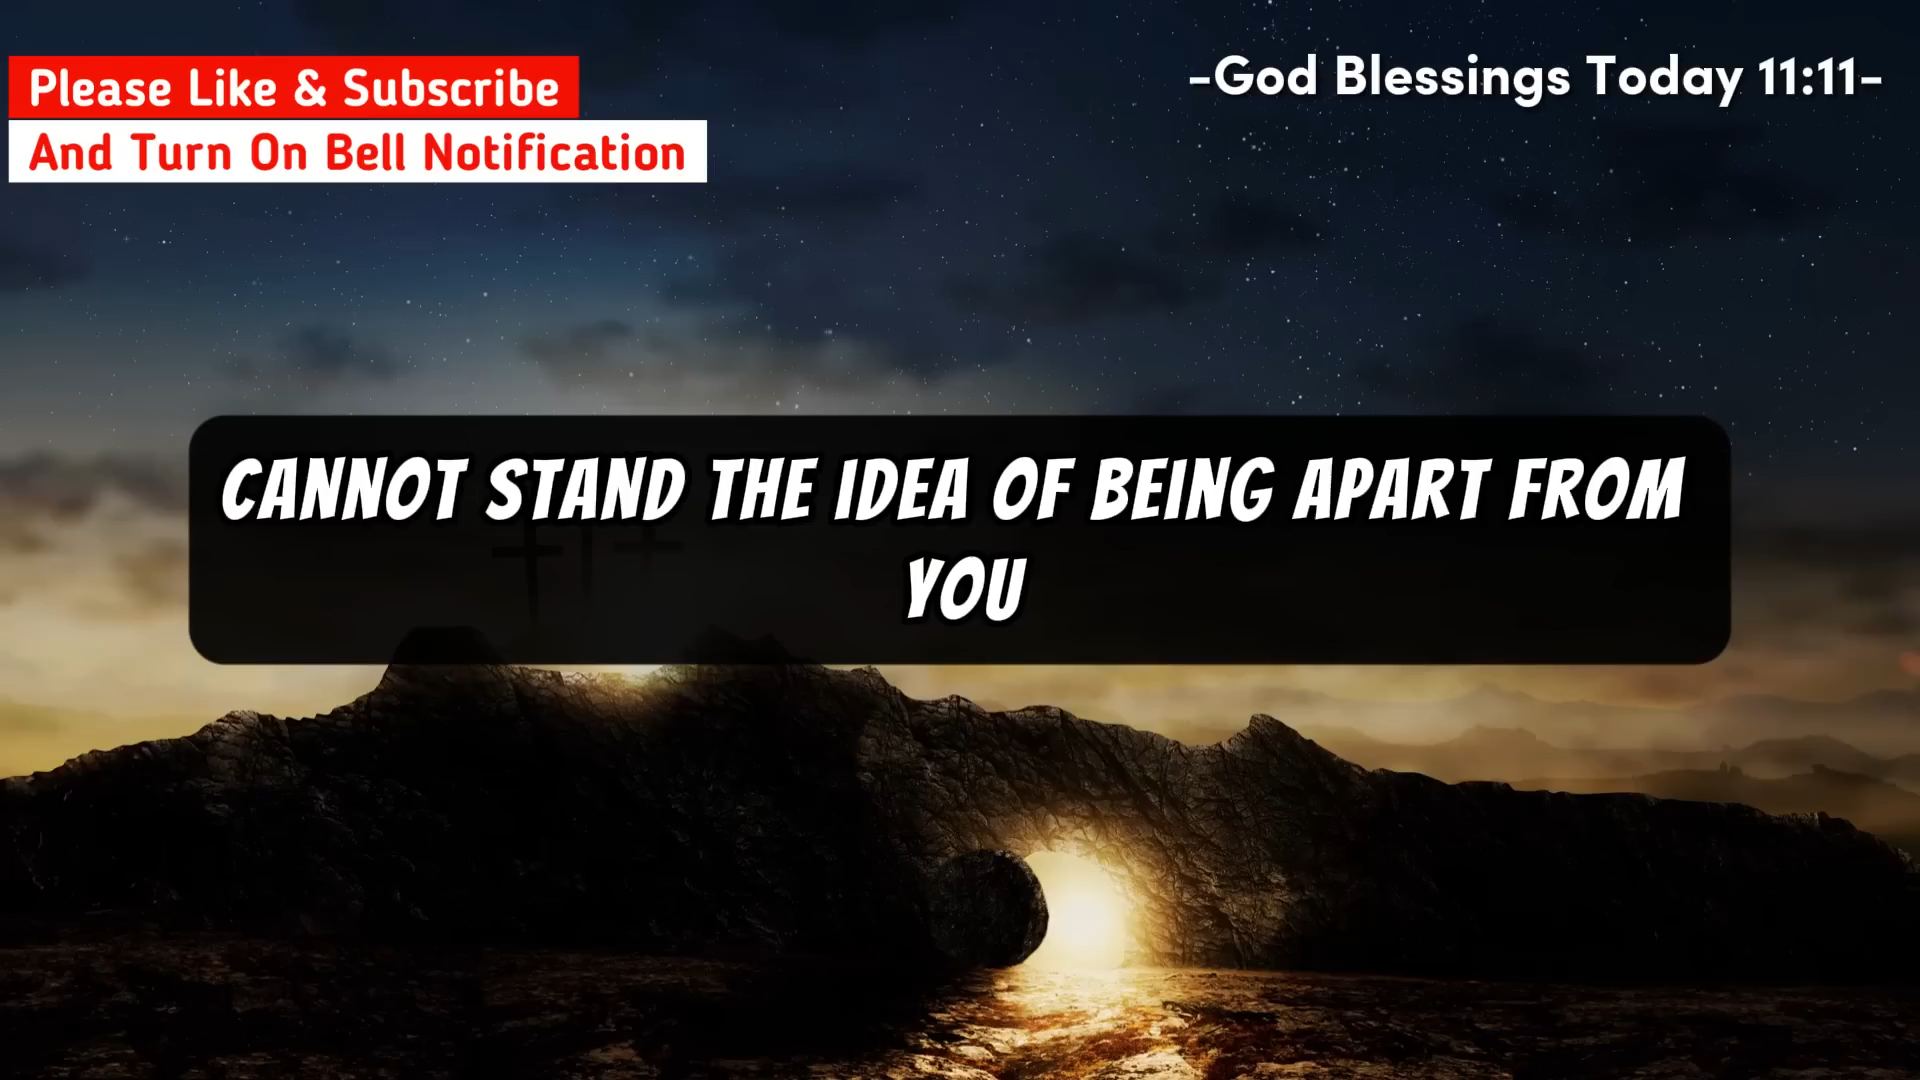 Please Like & Subscribe
And Turn On Bell Notification
-God Blessings Today 11:11-
CANNOT STAND THE IDEA OF BEING APART FROM
YOU